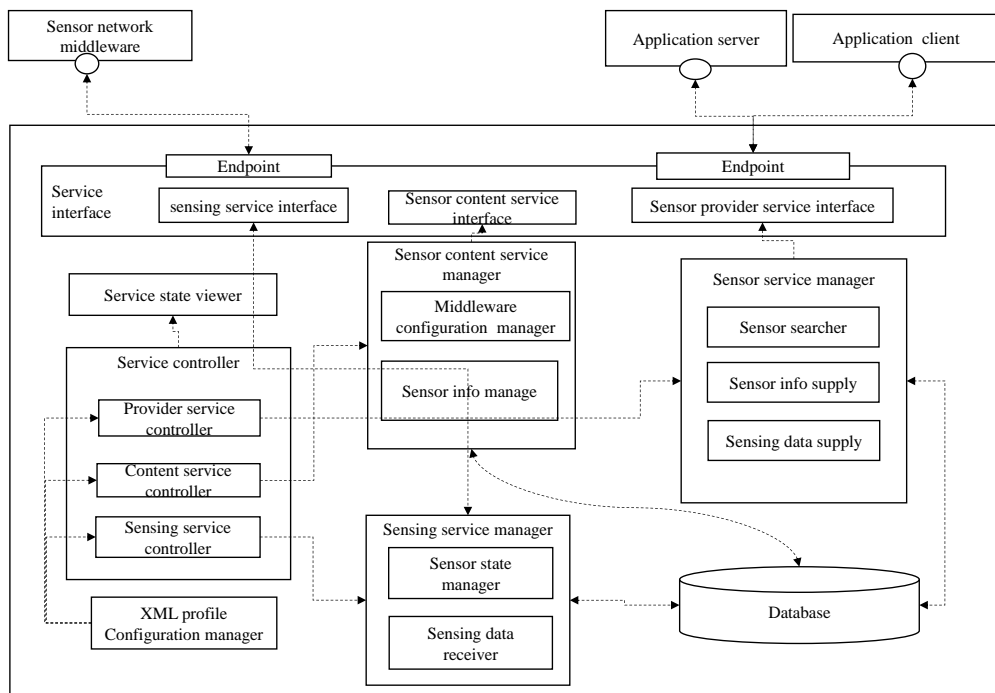 Sensor network
middleware
Application server
Application client
Endpoint
Endpoint
Service
interface
sensing service interface
Sensor content service
interface
Sensor provider service interface
Sensor content service
manager
Middleware
configuration manager
Sensor info manage
Sensor service manager
Sensor searcher
Sensor info supply
Sensing data supply
Service state viewer
Service controller
Provider service
controller
Content service
controller
Sensing service
controller
XML profile
Configuration manager
Sensing service manager
Sensor state
manager
Sensing data
receiver
Database